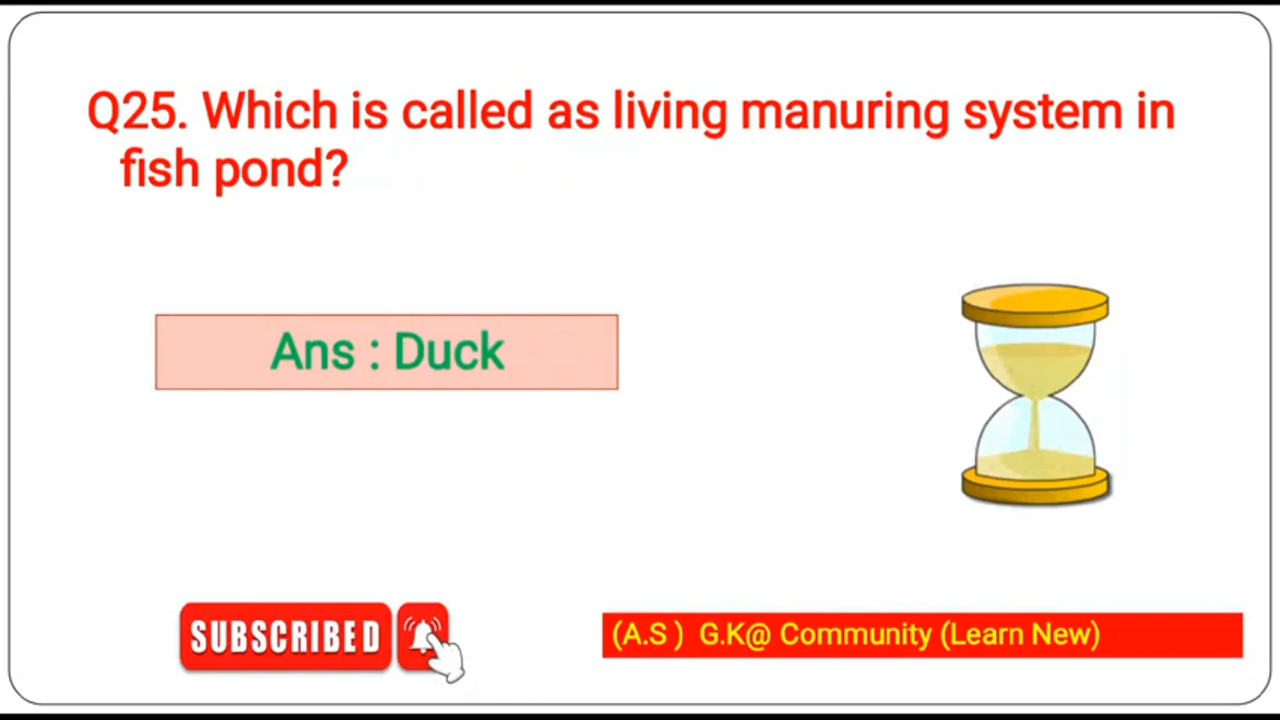 Q25. Which is called as living manuring system in
fish pond?
Ans : Duck
SUBSCRIBED
(A.S ) G.K@ Community (Learn New)